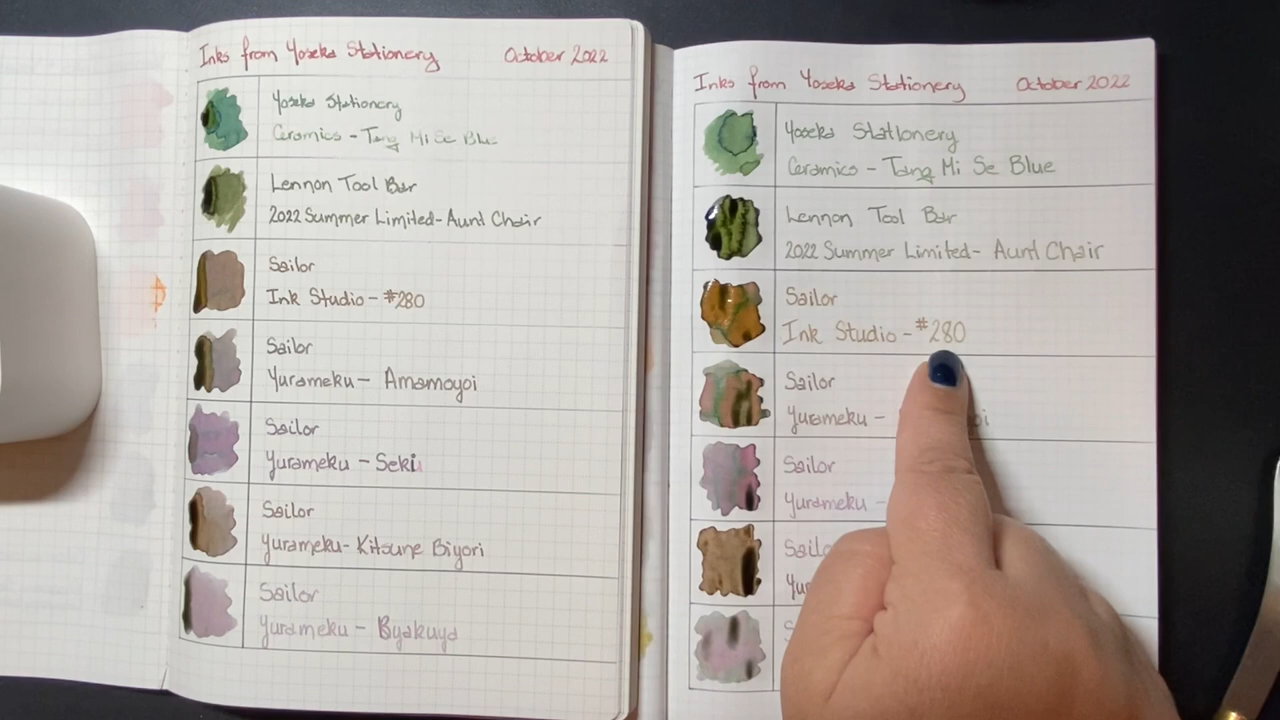 Inks from Yoseka Stationery October 2022
Yoseka Stationery
Ceramics - Tang Mi Se Blue
Lennon Tool Bar
2022 Summer Limited- Aunt Chair
Sailor
Ink Studio - #280
Sailor
Yurameku - Amamoyoi
Sailor
Yurameku - Seki
Sailor
Yurameku- Kitsune Biyori
Sailor
Yurameku - Byakuya
Inks from Yoseka Stationery October 2022
Yoseka Stationery
Ceramics - Tang Mi Se Blue
Lennon Tool Bar
2022 Summer Limited- Aunt Chair
Sailor
Ink Studio - #280
Sailor
Yurameku -
Sailor
Yurameku -